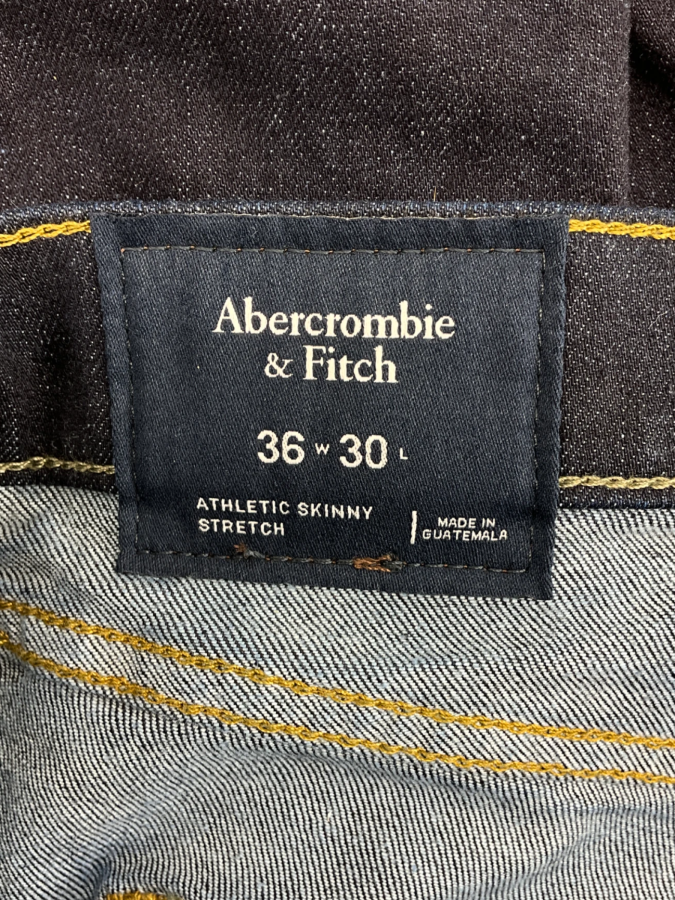 Abercrombie
& Fitch
36 W 30 L
ATHLETIC SKINNY
STRETCH
MADE IN
GUATEMALA